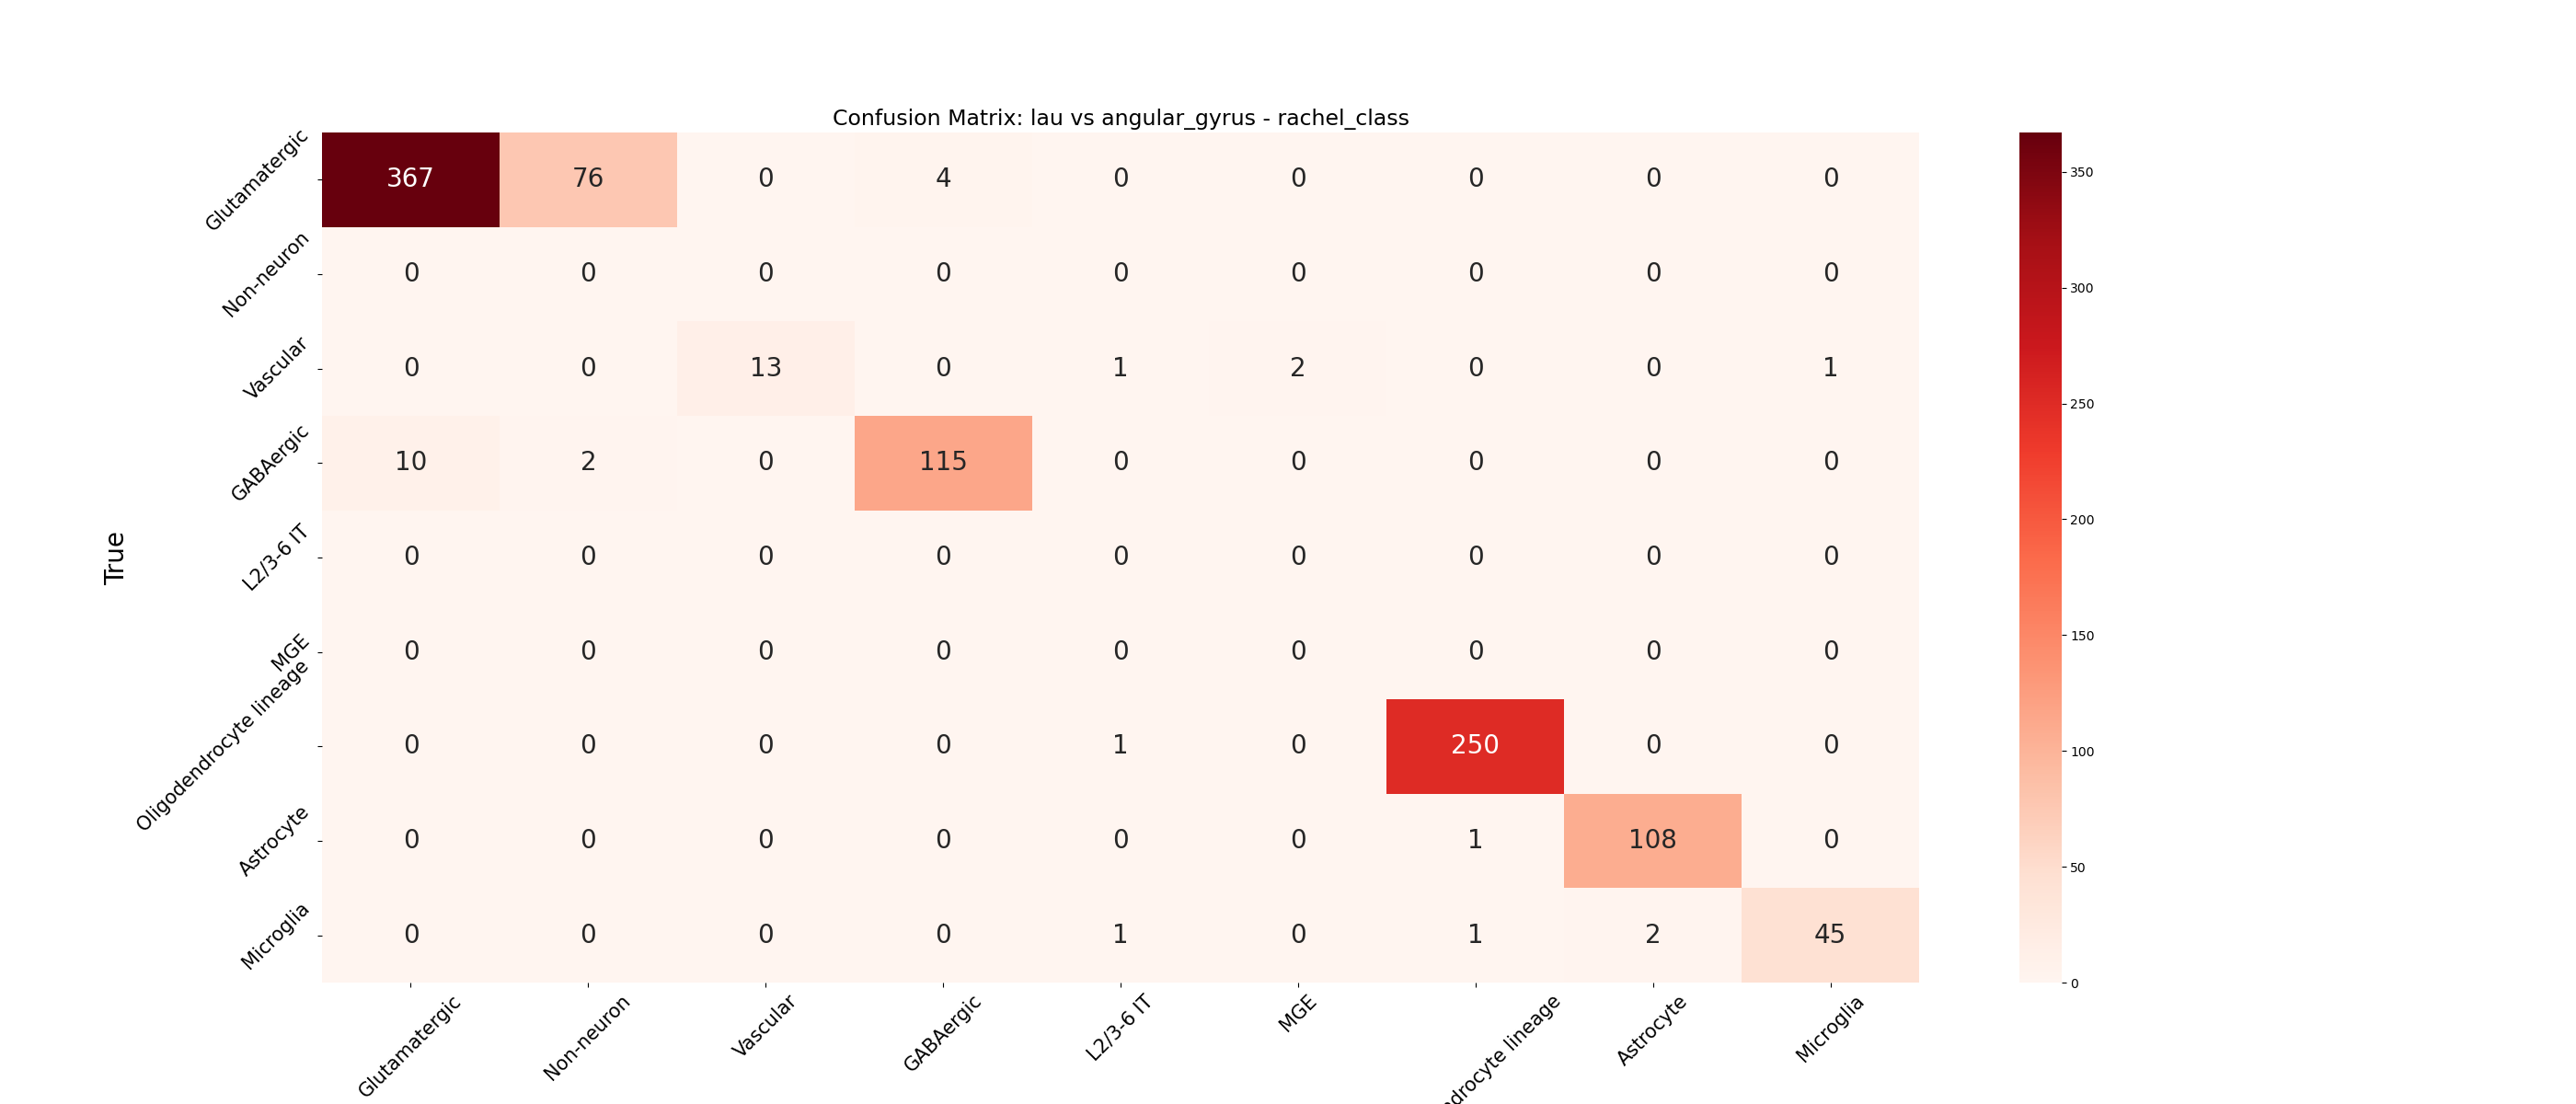 Confusion Matrix: lau vs angular_gyrus - rachel_class
Glutamatergic 367 76 0 4 0 0 0 0 0
Non-neuron 0 0 0 0 0 0 0 0 0
Vascular 0 0 13 0 1 2 0 0 1
GABAergic 10 2 0 115 0 0 0 0 0
L2/3-6 IT 0 0 0 0 0 0 0 0 0
MGE 0 0 0 0 0 0 0 0 0
Oligodendrocyte lineage 0 0 0 0 1 0 250 0 0
Astrocyte 0 0 0 0 0 0 1 108 0
Microglia 0 0 0 0 1 0 1 2 45
True
Glutamatergic Non-neuron Vascular GABAergic L2/3-6 IT MGE ndrocyte lineage Astrocyte Microglia
350
300
250
200
150
100
50
0